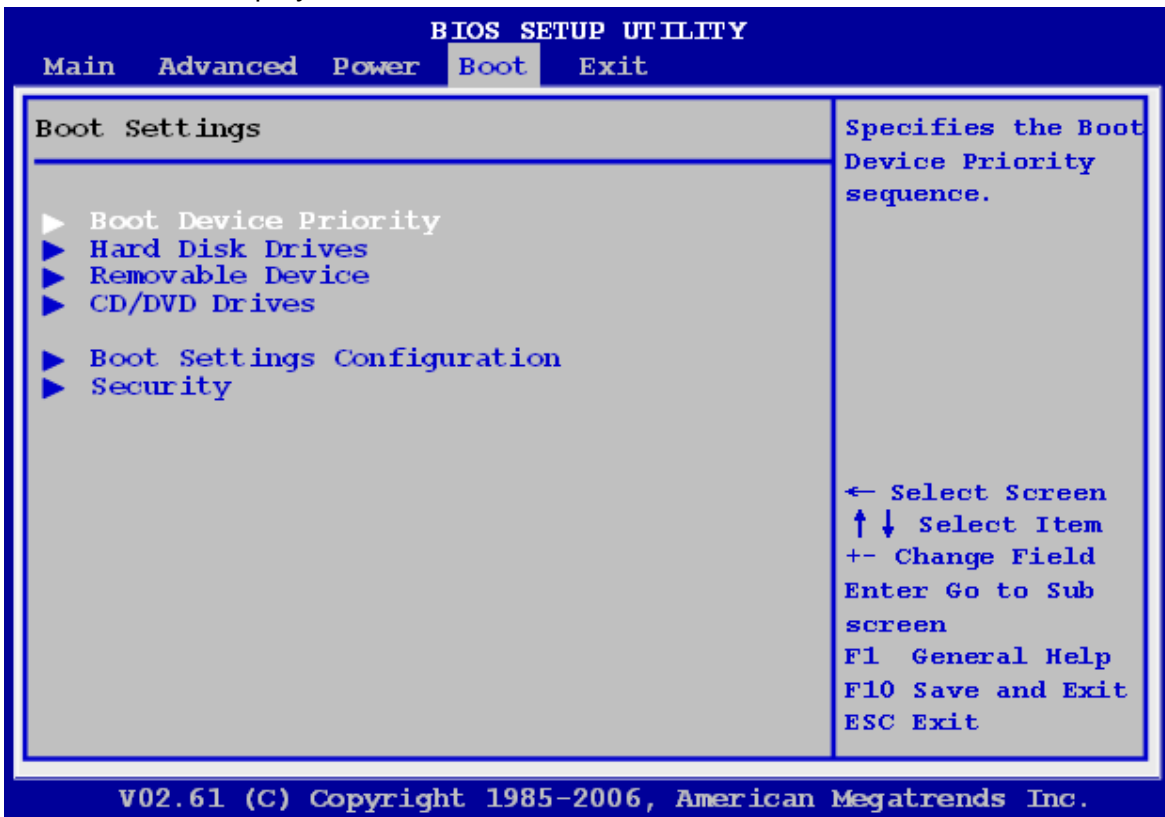 BIOS SETUP UTILITY
Main Advanced Power Boot Exit
Boot Settings
▶ Boot Device Priority
▶ Hard Disk Drives
▶ Removable Device
▶ CD/DVD Drives
▶ Boot Settings Configuration
▶ Security
Specifies the Boot
Device Priority
sequence.
← Select Screen
↑↓ Select Item
+- Change Field
Enter Go to Sub
screen
F1 General Help
F10 Save and Exit
ESC Exit
V02.61 (C) Copyright 1985-2006, American Megatrends Inc.